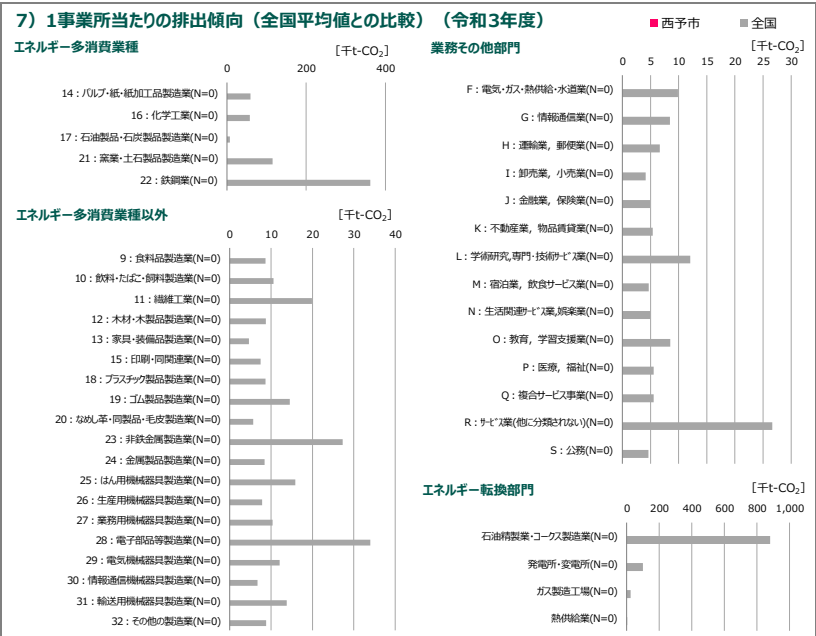 7）1事業所当たりの排出傾向（全国平均値との比較）（令和3年度）
■西予市 ■全国
エネルギー多消費業種
［千t-CO₂］
0 200 400
14：パルプ・紙・紙加工品製造業(N=0)
16：化学工業(N=0)
17：石油製品・石炭製品製造業(N=0)
21：窯業・土石製品製造業(N=0)
22：鉄鋼業(N=0)
エネルギー多消費業種以外
［千t-CO₂］
0 10 20 30 40
9：食料品製造業(N=0)
10：飲料・たばこ・飼料製造業(N=0)
11：繊維工業(N=0)
12：木材・木製品製造業(N=0)
13：家具・装備品製造業(N=0)
15：印刷・同関連業(N=0)
18：プラスチック製品製造業(N=0)
19：ゴム製品製造業(N=0)
20：なめし革・同製品・毛皮製造業(N=0)
23：非鉄金属製造業(N=0)
24：金属製品製造業(N=0)
25：はん用機械器具製造業(N=0)
26：生産用機械器具製造業(N=0)
27：業務用機械器具製造業(N=0)
28：電子部品等製造業(N=0)
29：電気機械器具製造業(N=0)
30：情報通信機械器具製造業(N=0)
31：輸送用機械器具製造業(N=0)
32：その他の製造業(N=0)
業務その他部門
［千t-CO₂］
0 5 10 15 20 25 30
F：電気・ガス・熱供給・水道業(N=0)
G：情報通信業(N=0)
H：運輸業，郵便業(N=0)
I：卸売業，小売業(N=0)
J：金融業，保険業(N=0)
K：不動産業，物品賃貸業(N=0)
L：学術研究,専門・技術ｻｰﾋﾞｽ業(N=0)
M：宿泊業，飲食サービス業(N=0)
N：生活関連ｻｰﾋﾞｽ業,娯楽業(N=0)
O：教育，学習支援業(N=0)
P：医療，福祉(N=0)
Q：複合サービス事業(N=0)
R：ｻｰﾋﾞｽ業(他に分類されない)(N=0)
S：公務(N=0)
エネルギー転換部門
［千t-CO₂］
0 200 400 600 800 1,000
石油精製業・コークス製造業(N=0)
発電所・変電所(N=0)
ガス製造工場(N=0)
熱供給業(N=0)